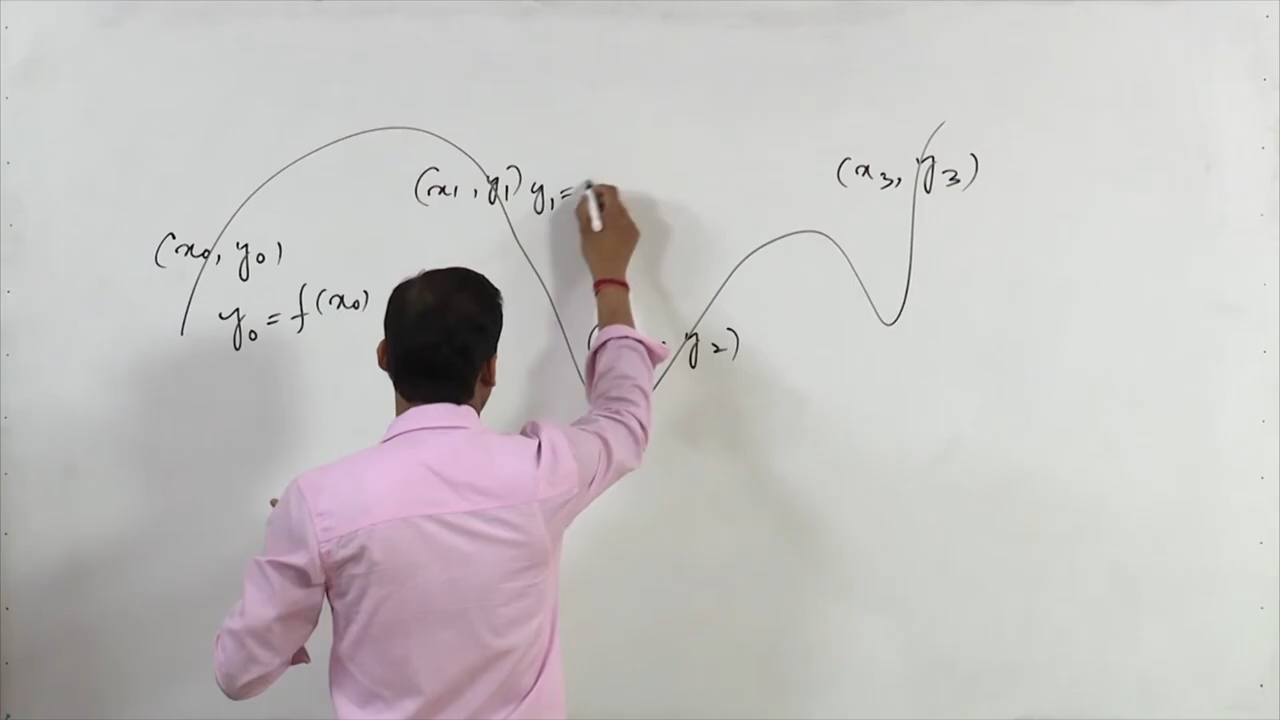 (x₃, y₃)
(x₁, y₁) y₁ =
(x₀, y₀)
y₀ = f(x₀)
y₂)